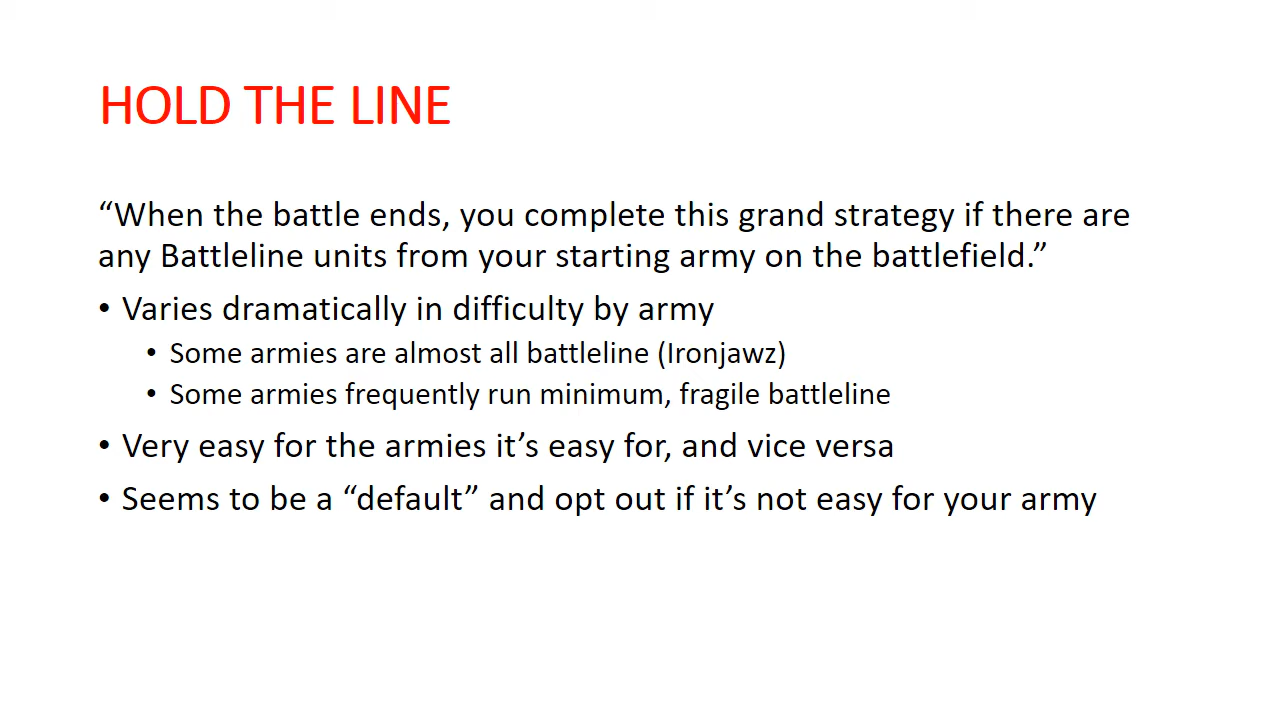 HOLD THE LINE
“When the battle ends, you complete this grand strategy if there are
any Battleline units from your starting army on the battlefield.”
• Varies dramatically in difficulty by army
• Some armies are almost all battleline (Ironjawz)
• Some armies frequently run minimum, fragile battleline
• Very easy for the armies it’s easy for, and vice versa
• Seems to be a “default” and opt out if it’s not easy for your army